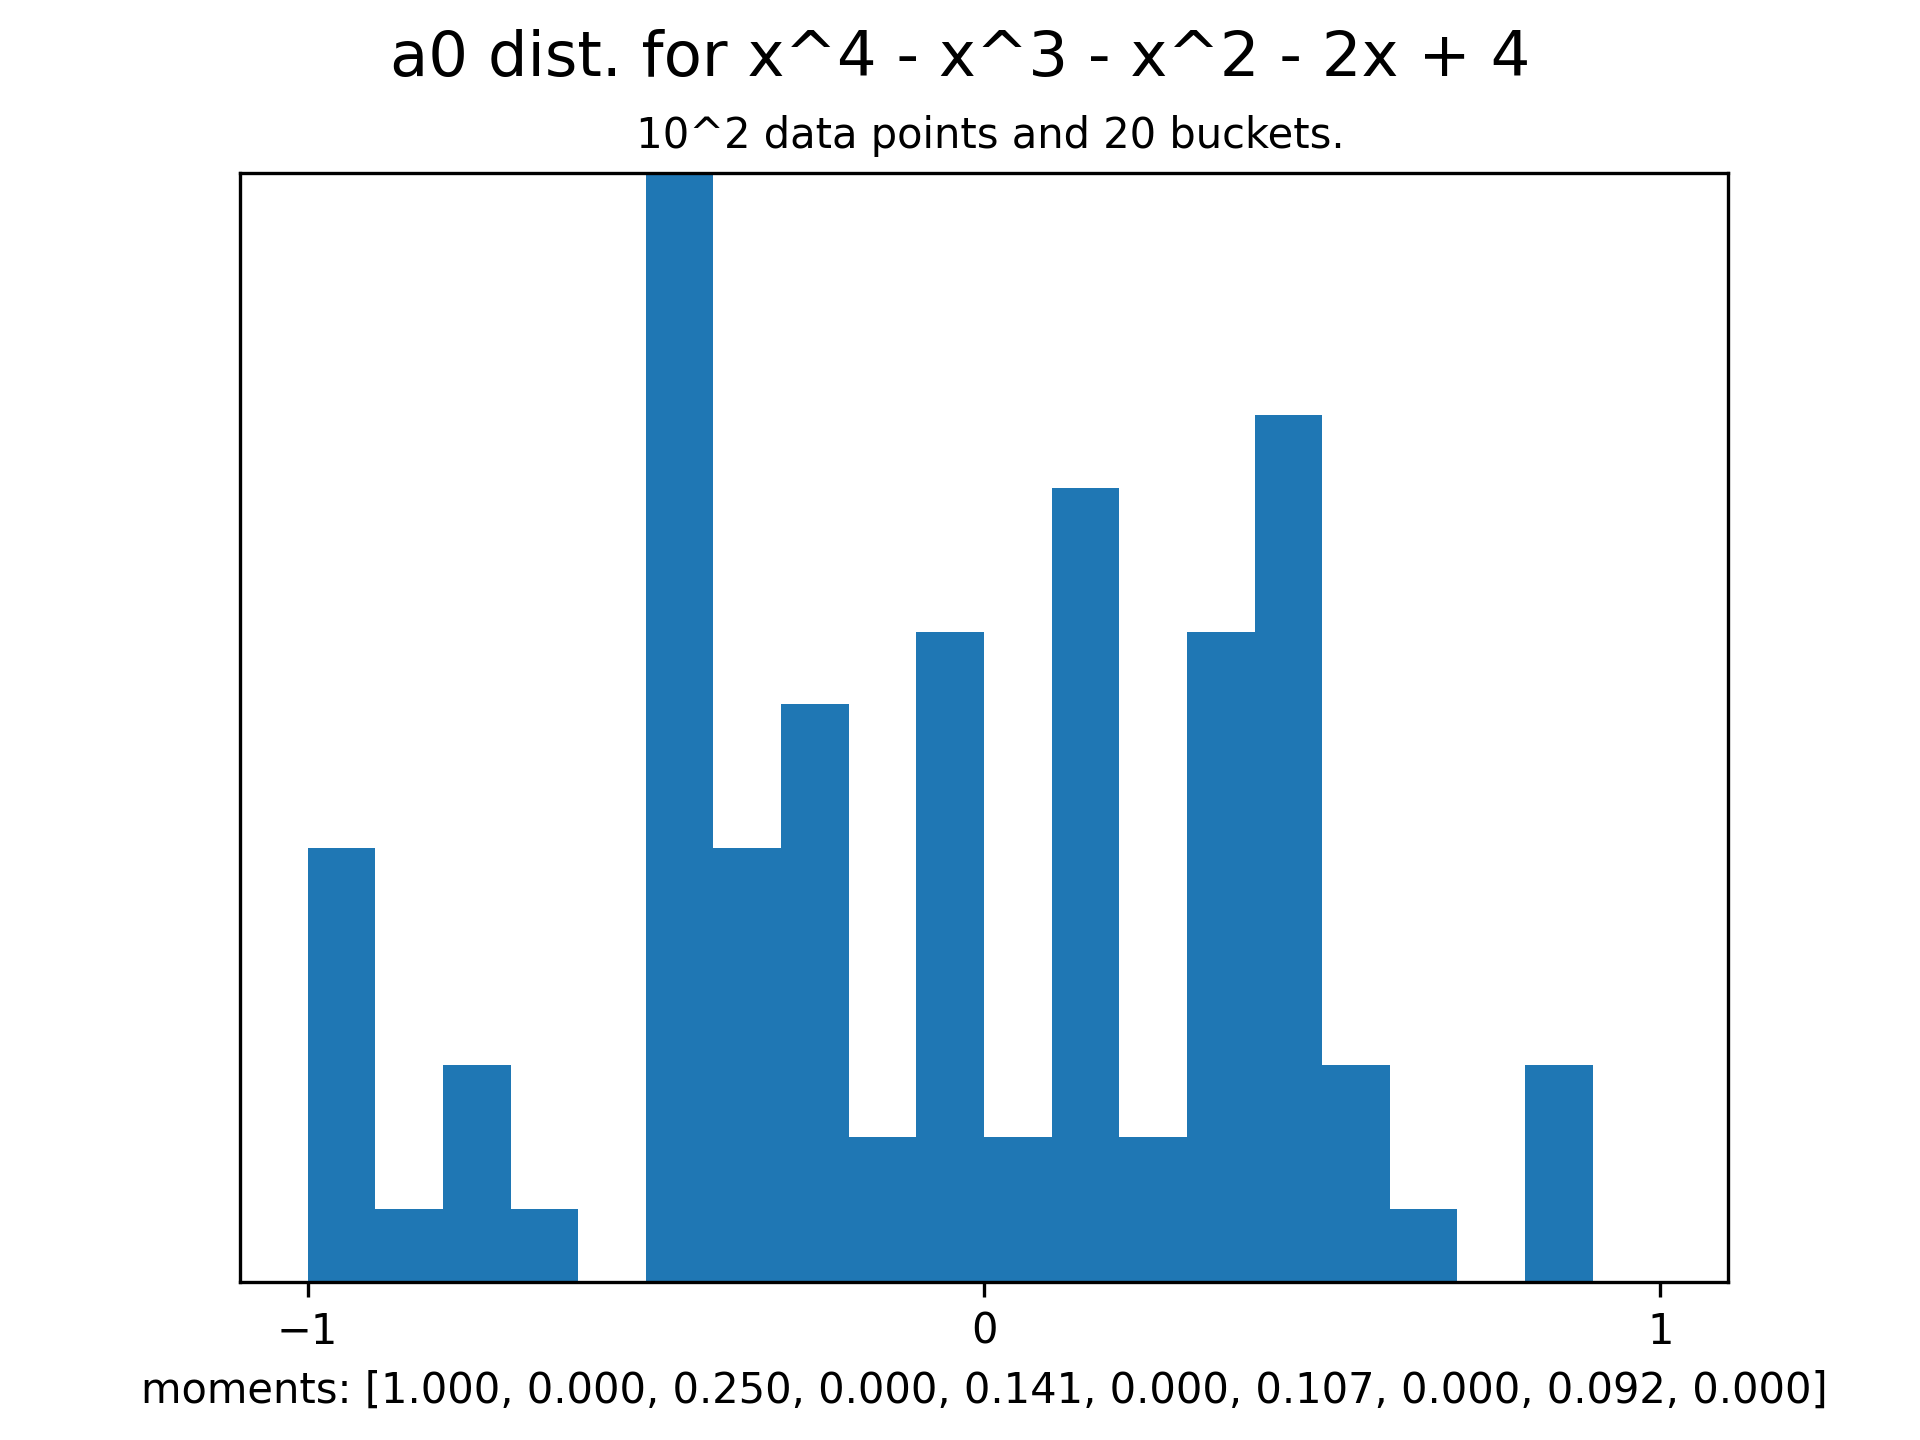 a0 dist. for x^4 - x^3 - x^2 - 2x + 4
10^2 data points and 20 buckets.
−1 0 1
moments: [1.000, 0.000, 0.250, 0.000, 0.141, 0.000, 0.107, 0.000, 0.092, 0.000]